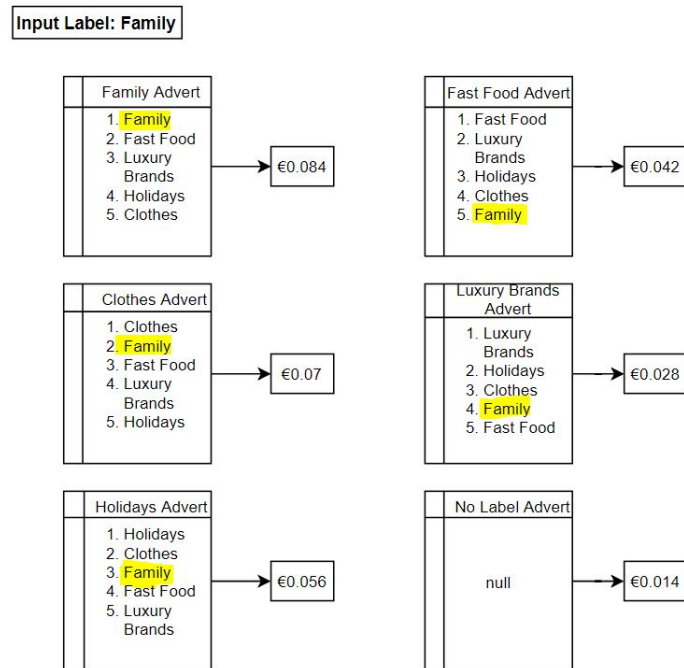 Input Label: Family
Family Advert
1. Family
2. Fast Food
3. Luxury
Brands
4. Holidays
5. Clothes
€0.084
Fast Food Advert
1. Fast Food
2. Luxury
Brands
3. Holidays
4. Clothes
5. Family
€0.042
Clothes Advert
1. Clothes
2. Family
3. Fast Food
4. Luxury
Brands
5. Holidays
€0.07
Luxury Brands
Advert
1. Luxury
Brands
2. Holidays
3. Clothes
4. Family
5. Fast Food
€0.028
Holidays Advert
1. Holidays
2. Clothes
3. Family
4. Fast Food
5. Luxury
Brands
€0.056
No Label Advert
null
€0.014